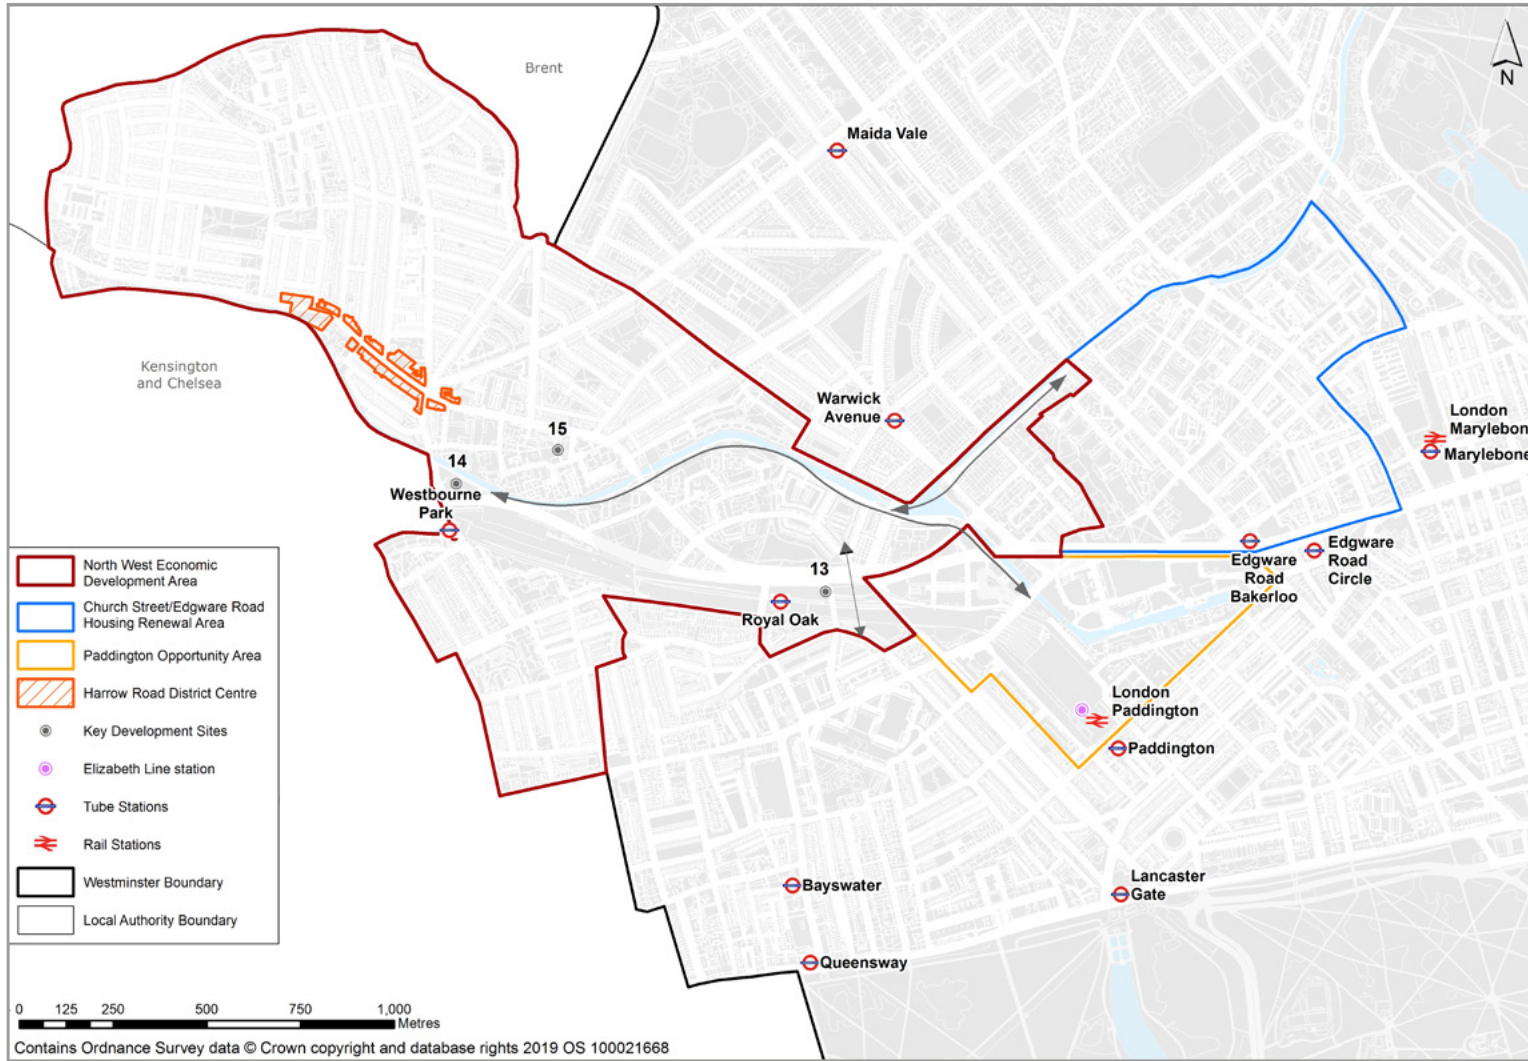 Brent
N
Maida Vale
Kensington
and Chelsea
Warwick
Avenue
London
Marylebon
Marylebone
15
14
Westbourne
Park
13
Royal Oak
Edgware
Road
Bakerloo
Edgware
Road
Circle
London
Paddington
Paddington
Bayswater
Lancaster
Gate
Queensway
North West Economic
Development Area
Church Street/Edgware Road
Housing Renewal Area
Paddington Opportunity Area
Harrow Road District Centre
Key Development Sites
Elizabeth Line station
Tube Stations
Rail Stations
Westminster Boundary
Local Authority Boundary
0 125 250 500 750 1,000
Metres
Contains Ordnance Survey data © Crown copyright and database rights 2019 OS 100021668